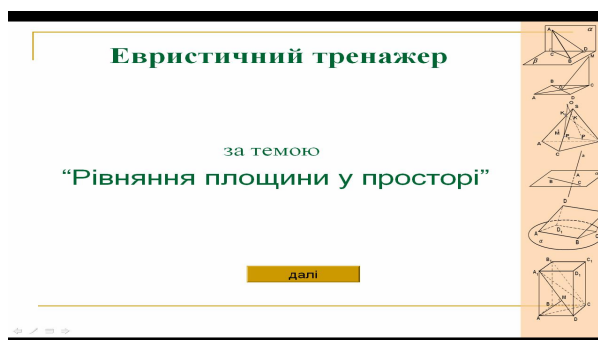 Евристичний тренажер
за темою
“Рівняння площини у просторі”
далі